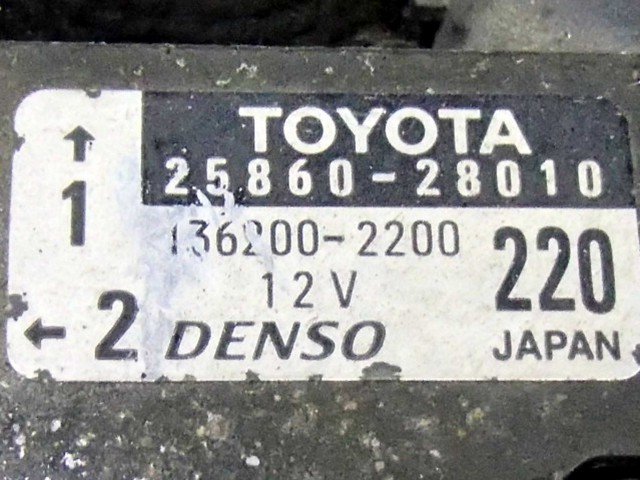 TOYOTA
25860-28010
↑
1
136200-2200
12V
220
← 2
DENSO
JAPAN